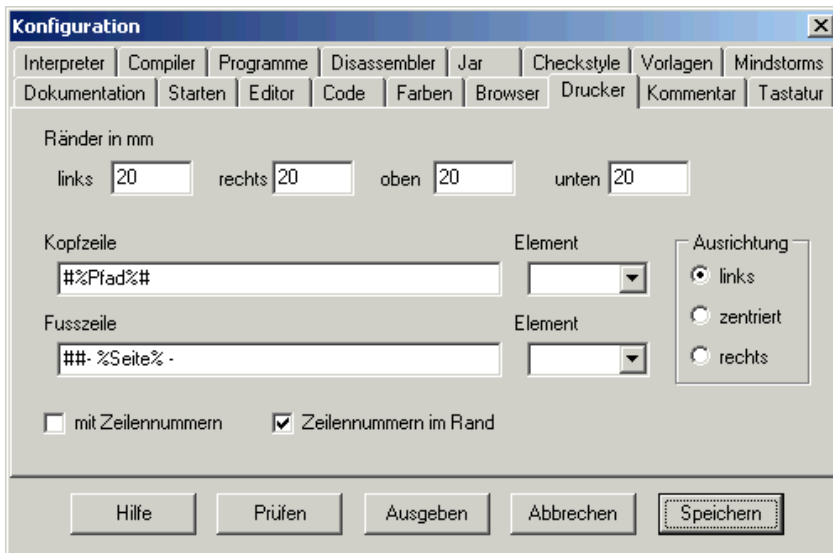 Konfiguration
Interpreter Compiler Programme Disassembler Jar Checkstyle Vorlagen Mindstorms
Dokumentation Starten Editor Code Farben Browser Drucker Kommentar Tastatur
Ränder in mm
links 20 rechts 20 oben 20 unten 20
Kopfzeile Element Ausrichtung
#%Pfad%# links
Fusszeile Element zentriert
##- %Seite% - rechts
mit Zeilennummern Zeilennummern im Rand
Hilfe Prüfen Ausgeben Abbrechen Speichern